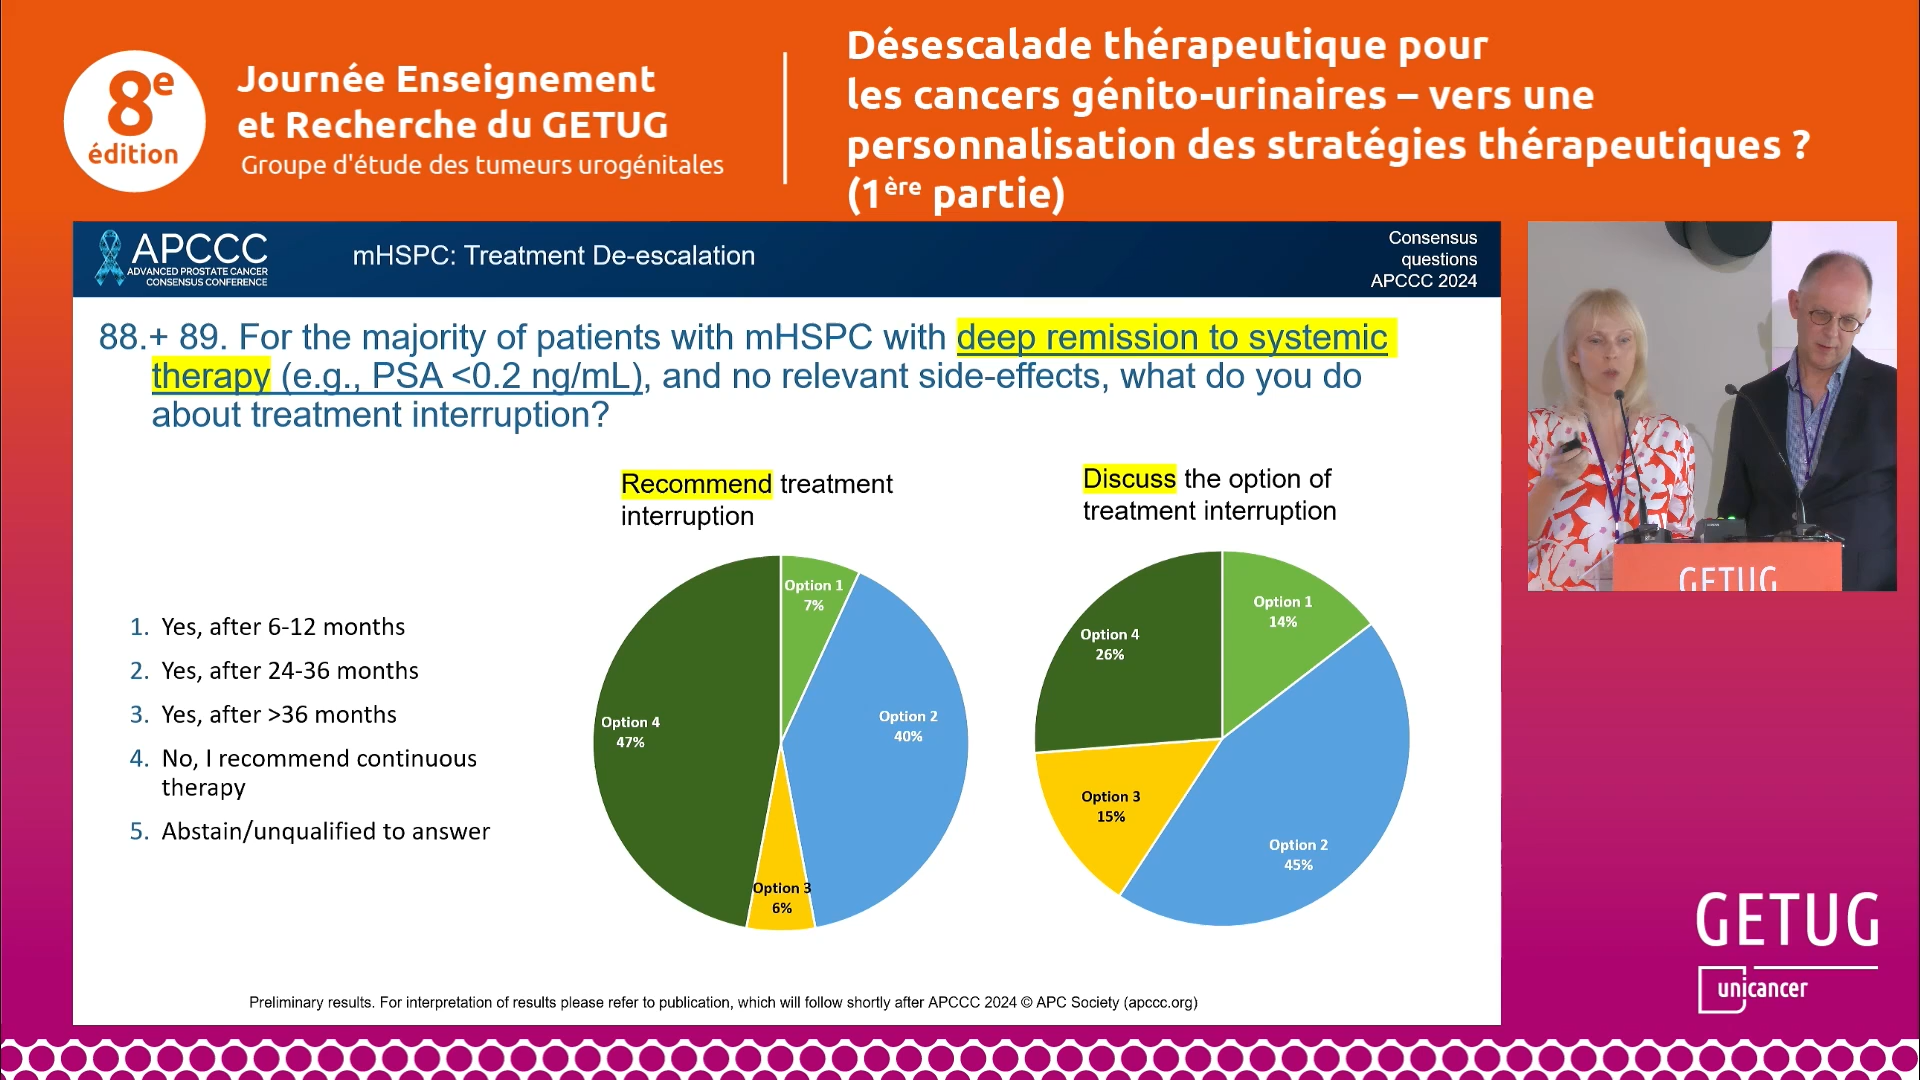 8e
édition
Journée Enseignement
et Recherche du GETUG
Groupe d'étude des tumeurs urogénitales
Désescalade thérapeutique pour
les cancers génito-urinaires – vers une
personnalisation des stratégies thérapeutiques ?
(1ère partie)
APCCC
ADVANCED PROSTATE CANCER
CONSENSUS CONFERENCE
mHSPC: Treatment De-escalation
Consensus
questions
APCCC 2024
88.+ 89. For the majority of patients with mHSPC with deep remission to systemic
therapy (e.g., PSA <0.2 ng/mL), and no relevant side-effects, what do you do
about treatment interruption?
Recommend treatment
interruption
Discuss the option of
treatment interruption
1. Yes, after 6-12 months
2. Yes, after 24-36 months
3. Yes, after >36 months
4. No, I recommend continuous
therapy
5. Abstain/unqualified to answer
Option 1
7%
Option 2
40%
Option 3
6%
Option 4
47%
Option 1
14%
Option 2
45%
Option 3
15%
Option 4
26%
Preliminary results. For interpretation of results please refer to publication, which will follow shortly after APCCC 2024 © APC Society (apccc.org)
GETUG
GETUG
unicancer